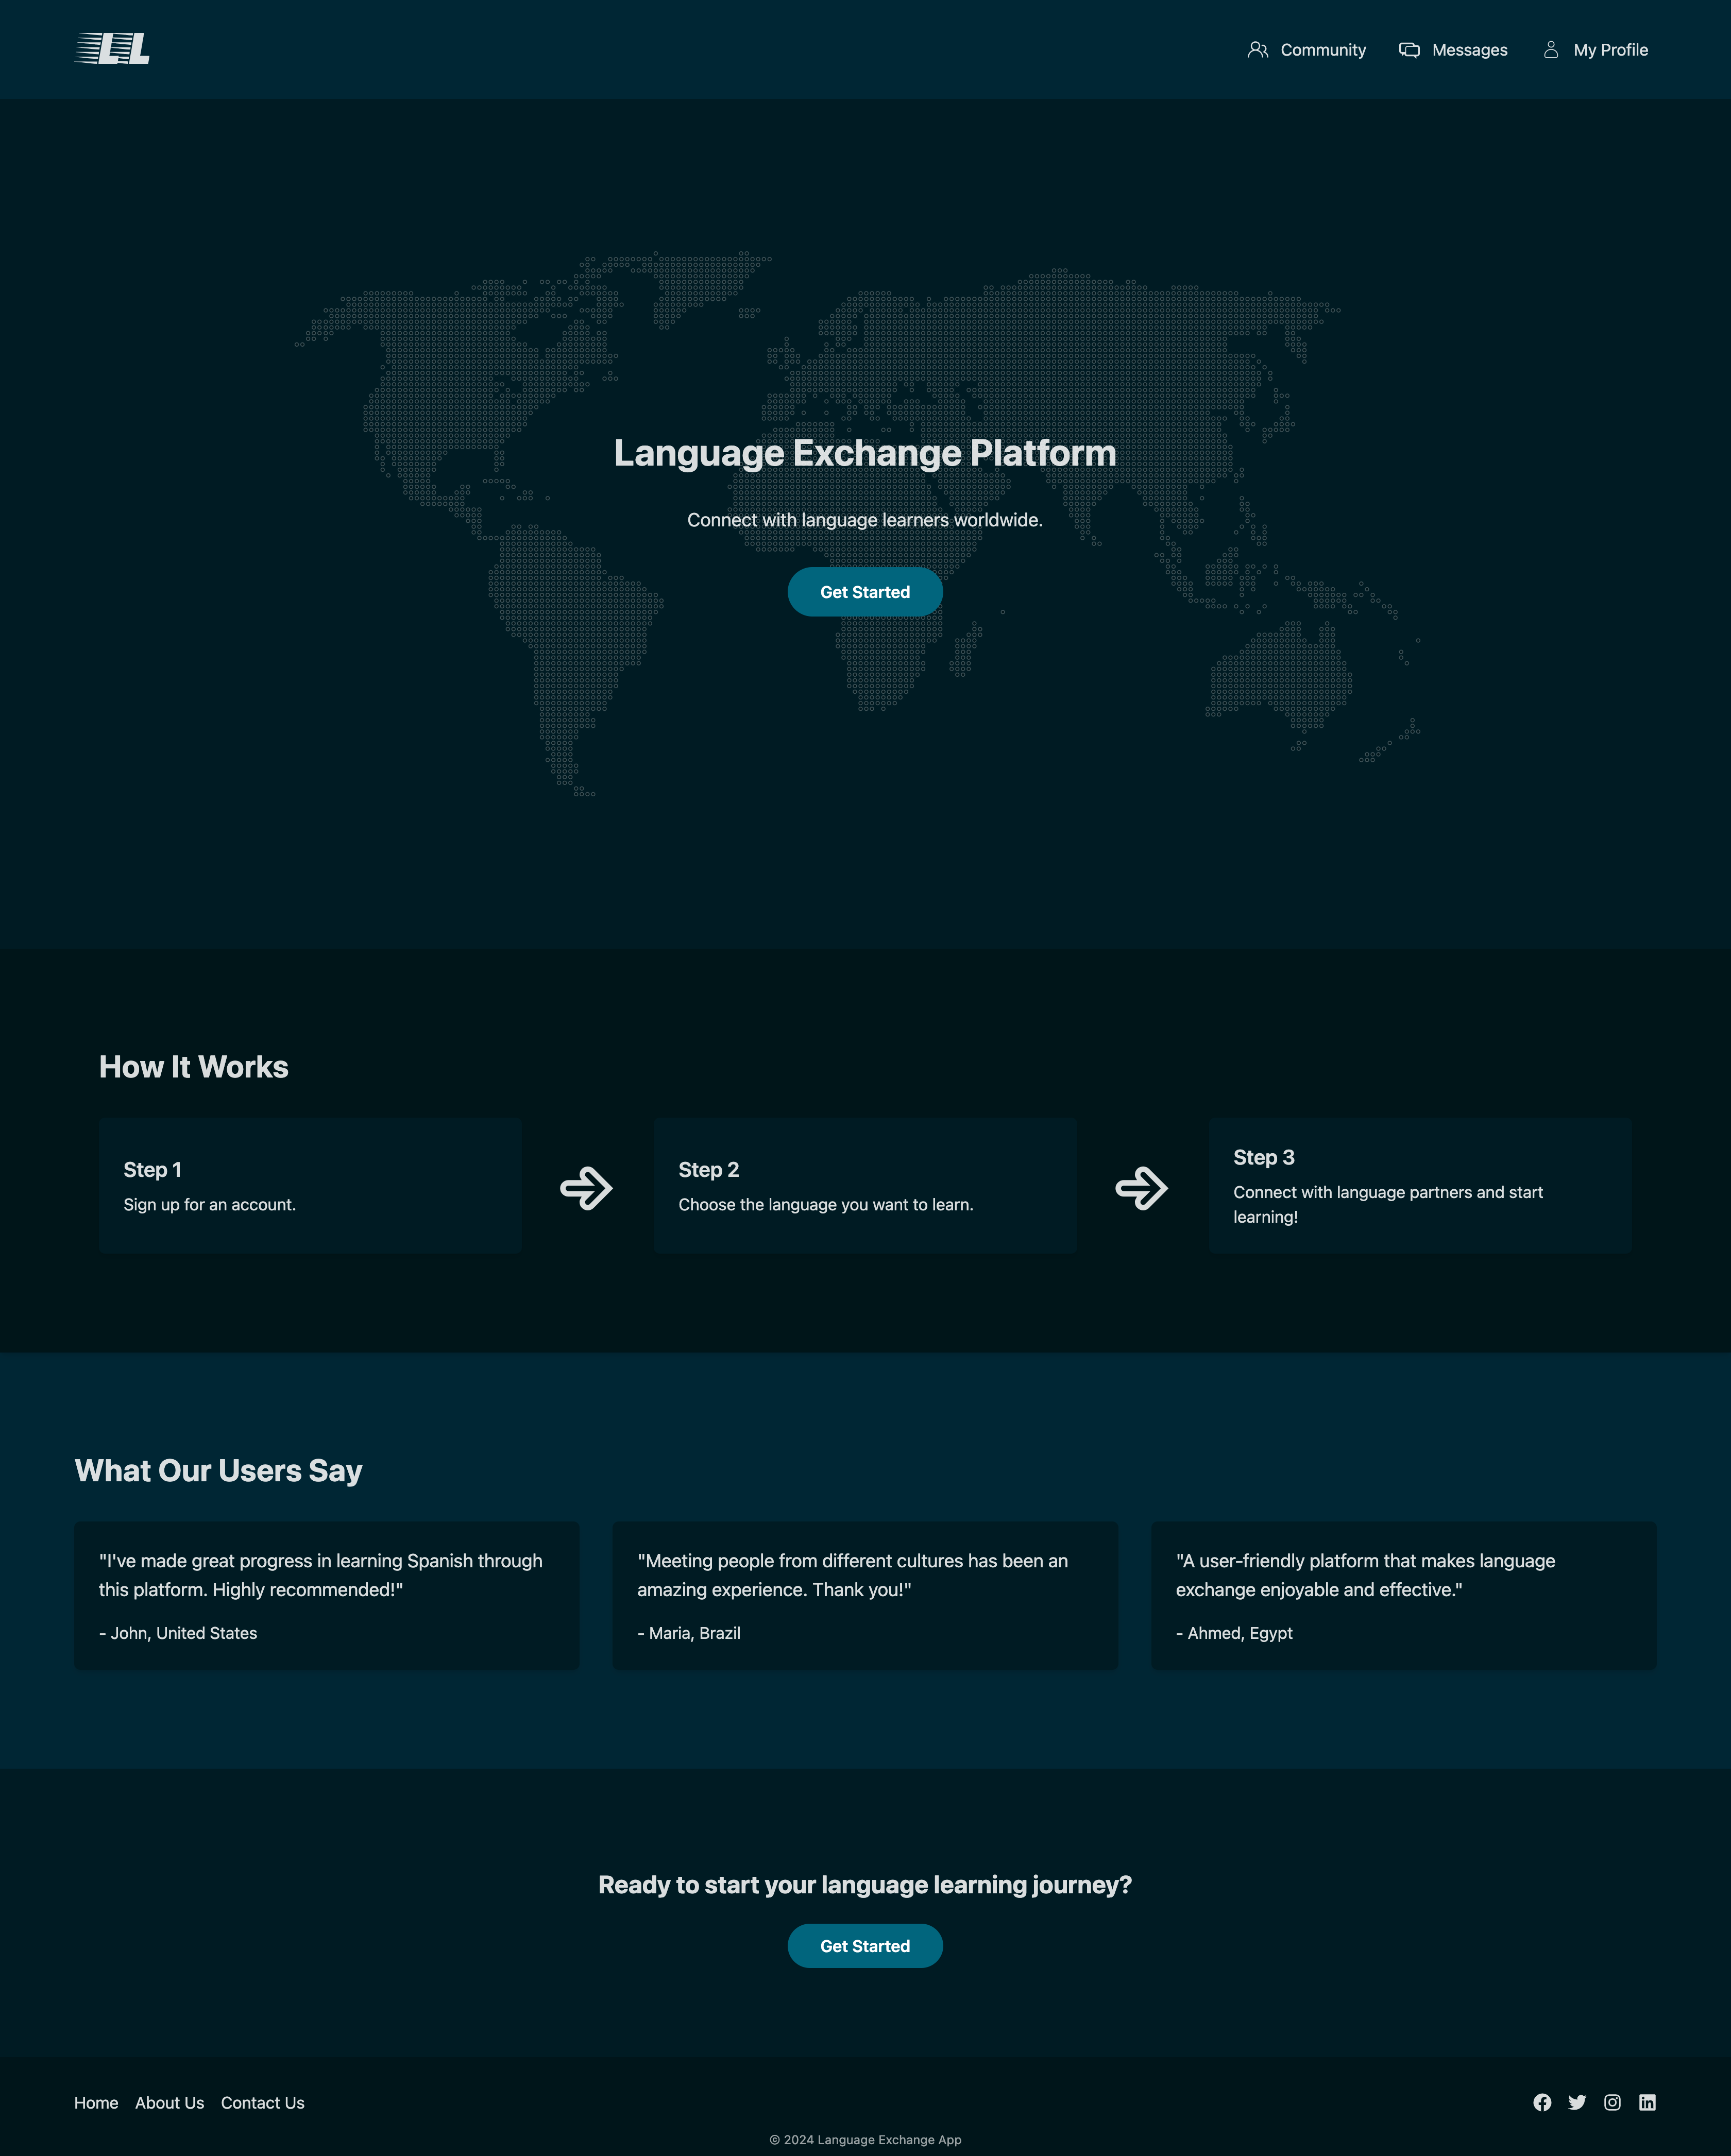 LL
Community
Messages
My Profile
Language Exchange Platform
Connect with language learners worldwide.
Get Started
How It Works
Step 1
Sign up for an account.
Step 2
Choose the language you want to learn.
Step 3
Connect with language partners and start
learning!
What Our Users Say
"I've made great progress in learning Spanish through
this platform. Highly recommended!"
- John, United States
"Meeting people from different cultures has been an
amazing experience. Thank you!"
- Maria, Brazil
"A user-friendly platform that makes language
exchange enjoyable and effective."
- Ahmed, Egypt
Ready to start your language learning journey?
Get Started
Home
About Us
Contact Us
© 2024 Language Exchange App